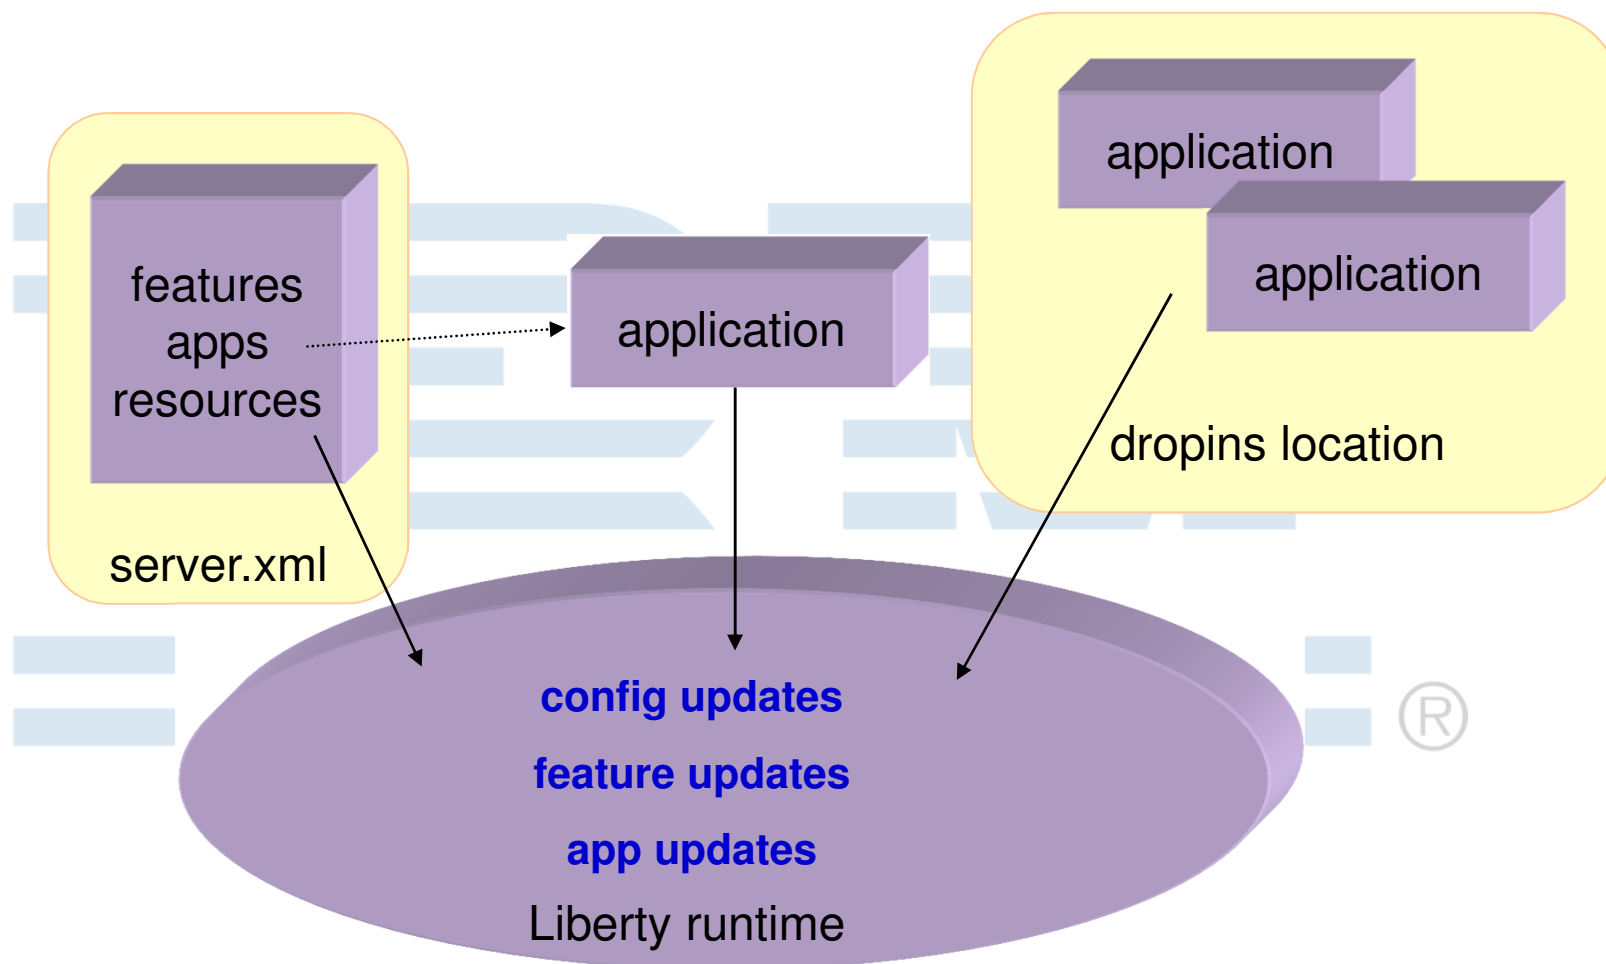 features
apps
resources
server.xml
application
application
application
dropins location
config updates
feature updates
app updates
Liberty runtime
®